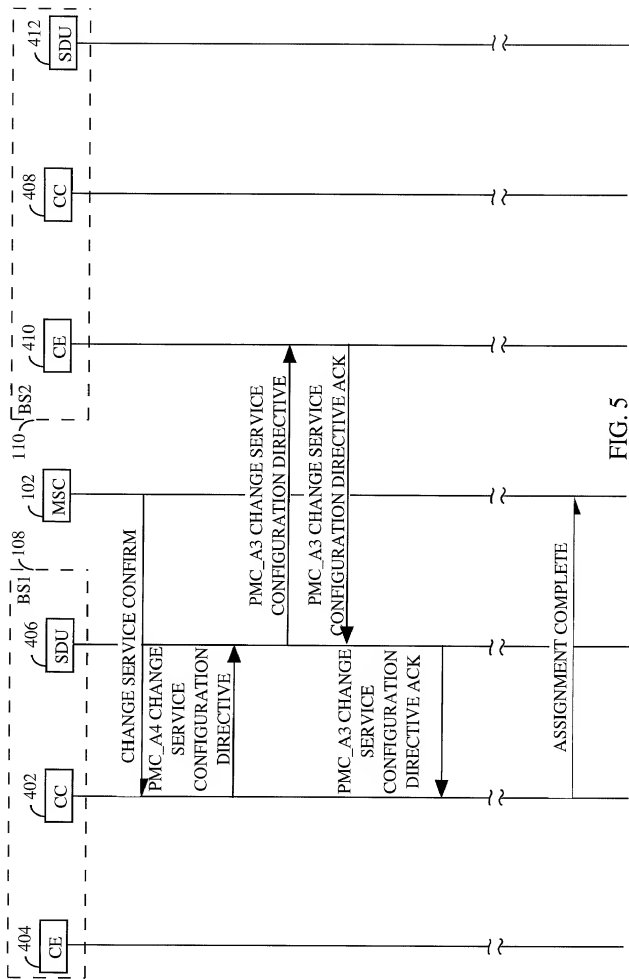 BS1
108
110
BS2
404
402
406
102
410
408
412
CE
CC
SDU
MSC
CE
CC
SDU
CHANGE SERVICE CONFIRM
PMC_A4 CHANGE
SERVICE
CONFIGURATION
DIRECTIVE
PMC_A3 CHANGE SERVICE
CONFIGURATION DIRECTIVE
PMC_A3 CHANGE SERVICE
CONFIGURATION DIRECTIVE ACK
PMC_A3 CHANGE
SERVICE
CONFIGURATION
DIRECTIVE ACK
ASSIGNMENT COMPLETE
FIG. 5